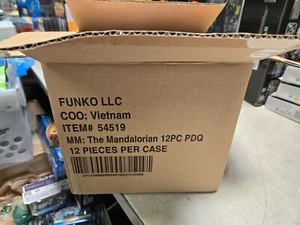 FUNKO LLC
COO: Vietnam
ITEM# 54519
MM: The Mandalorian 12PC PDQ
12 PIECES PER CASE